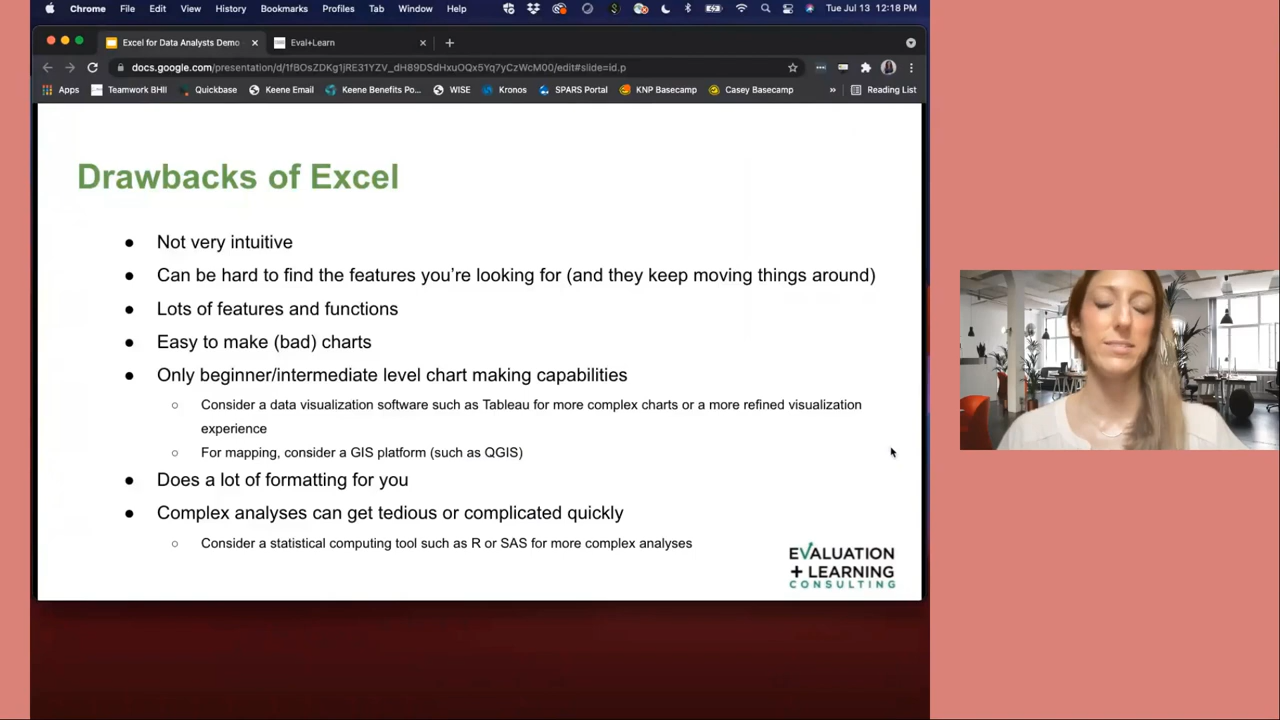 Chrome File Edit View History Bookmarks Profiles Tab Window Help Tue Jul 13 12:18 PM
Excel for Data Analysts Demo Eval+Learn
docs.google.com/presentation/d/1fBOsZDKg1jRE31YZV_dH89DSdHxuOQx5Yq7yCzWcM00/edit#slide=id.p
Apps Teamwork BHII Quickbase Keene Email Keene Benefits Po... WISE Kronos SPARS Portal KNP Basecamp Casey Basecamp » Reading List
Drawbacks of Excel
● Not very intuitive
● Can be hard to find the features you’re looking for (and they keep moving things around)
● Lots of features and functions
● Easy to make (bad) charts
● Only beginner/intermediate level chart making capabilities
○ Consider a data visualization software such as Tableau for more complex charts or a more refined visualization
experience
○ For mapping, consider a GIS platform (such as QGIS)
● Does a lot of formatting for you
● Complex analyses can get tedious or complicated quickly
○ Consider a statistical computing tool such as R or SAS for more complex analyses
EVALUATION
+ LEARNING
CONSULTING